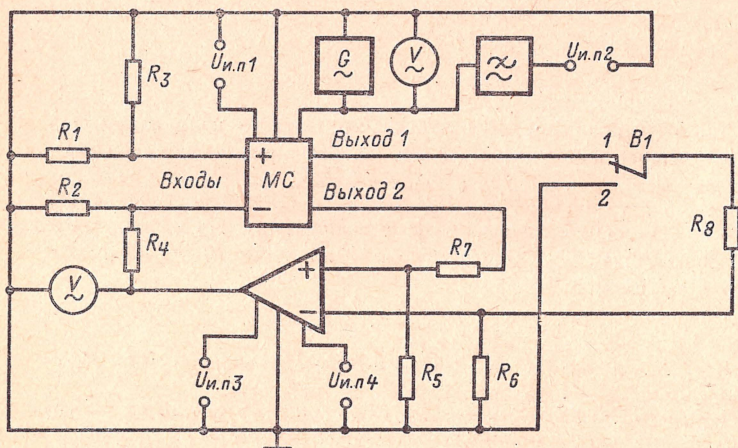 R3
Uи.п1
G
~
V
~
Uи.п2
R1
Выход 1
1
B1
+
Входы
МС
R2
−
Выход 2
2
R8
R4
R7
V
~
+
−
Uи.п3
Uи.п4
R5
R6